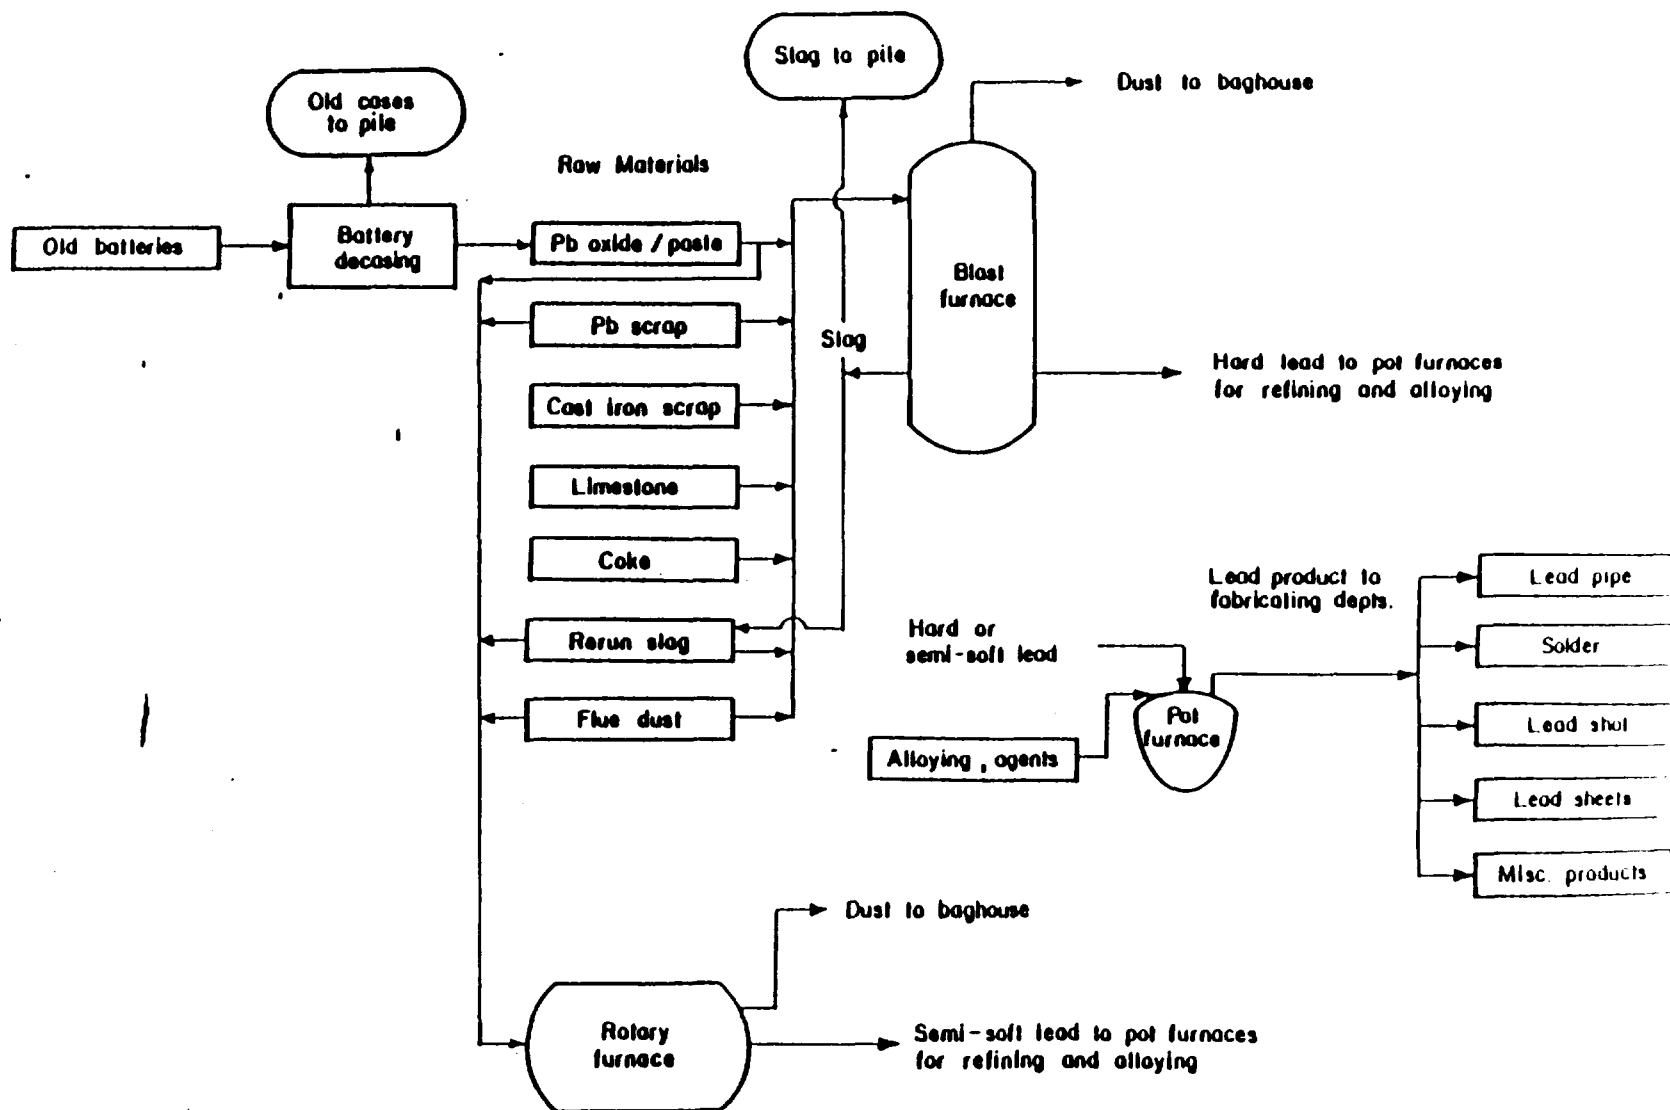 Slag to pile
Dust to baghouse
Old cases
to pile
Raw Materials
Old batteries
Battery
decasing
Pb oxide / paste
Blast
furnace
Pb scrap
Slag
Hard lead to pot furnaces
for refining and alloying
Cast iron scrap
Limestone
Coke
Lead product to
fabricating depts.
Lead pipe
Hard or
semi-soft lead
Rerun slag
Solder
Flue dust
Pot
furnace
Lead shot
Alloying , agents
Lead sheets
Misc. products
Dust to baghouse
Rotary
furnace
Semi-soft lead to pot furnaces
for refining and alloying